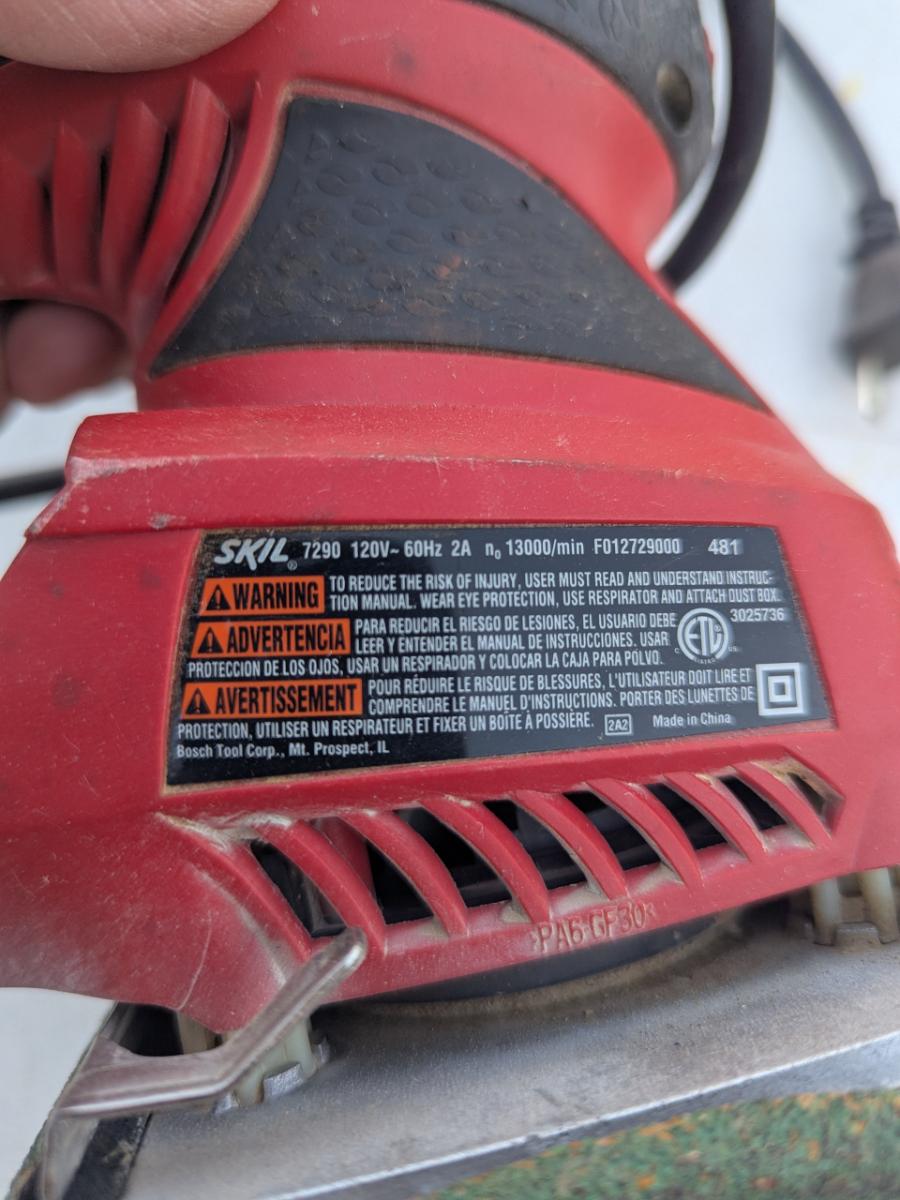 SKIL® 7290 120V~ 60Hz 2A n₀ 13000/min F012729000 481
⚠WARNING TO REDUCE THE RISK OF INJURY, USER MUST READ AND UNDERSTAND INSTRUC-
TION MANUAL. WEAR EYE PROTECTION, USE RESPIRATOR AND ATTACH DUST BOX.
3025736
⚠ADVERTENCIA PARA REDUCIR EL RIESGO DE LESIONES, EL USUARIO DEBE
LEER Y ENTENDER EL MANUAL DE INSTRUCCIONES. USAR
PROTECCION DE LOS OJOS, USAR UN RESPIRADOR Y COLOCAR LA CAJA PARA POLVO.
C ETL US
⚠AVERTISSEMENT POUR RÉDUIRE LE RISQUE DE BLESSURES, L'UTILISATEUR DOIT LIRE ET
COMPRENDRE LE MANUEL D'INSTRUCTIONS. PORTER DES LUNETTES DE
PROTECTION, UTILISER UN RESPIRATEUR ET FIXER UN BOÎTE À POSSIÈRE. 2A2 Made in China
Bosch Tool Corp., Mt. Prospect, IL
>PA6-GF30<